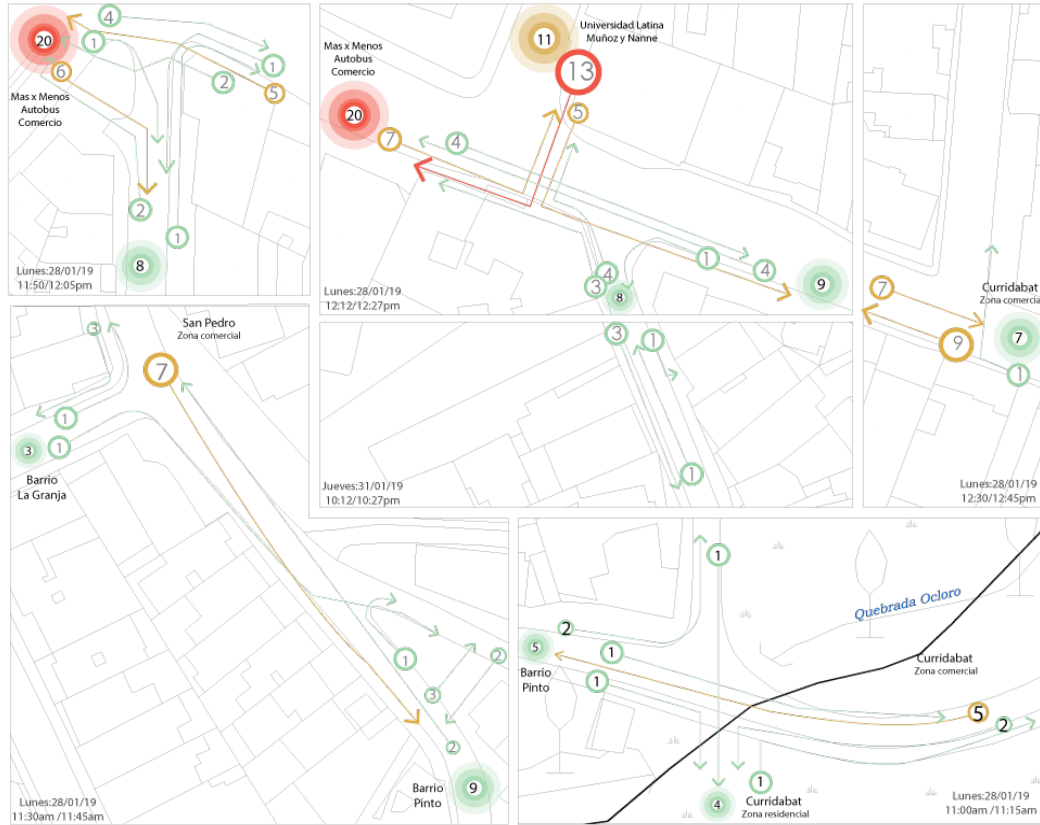 4
20
1
1
6
2
5
Mas x Menos
Autobus
Comercio
2
1
8
Lunes:28/01/19
11:50/12:05pm
Universidad Latina
Muñoz y Nanne
11
13
Mas x Menos
Autobus
Comercio
20
5
7
4
1
4
4
3
8
9
Lunes:28/01/19
12:12/12:27pm
7
Curridabat
Zona comercial
9
7
1
Lunes:28/01/19
12:30/12:45pm
3
1
1
Jueves:31/01/19
10:12/10:27pm
San Pedro
Zona comercial
3
7
1
1
3
Barrio
La Granja
1
2
3
2
Barrio
Pinto
9
Lunes:28/01/19
11:30am /11:45am
1
Quebrada Ocloro
2
5
1
Barrio
Pinto
1
Curridabat
Zona comercial
5
2
1
4
Curridabat
Zona residencial
Lunes:28/01/19
11:00am /11:15am